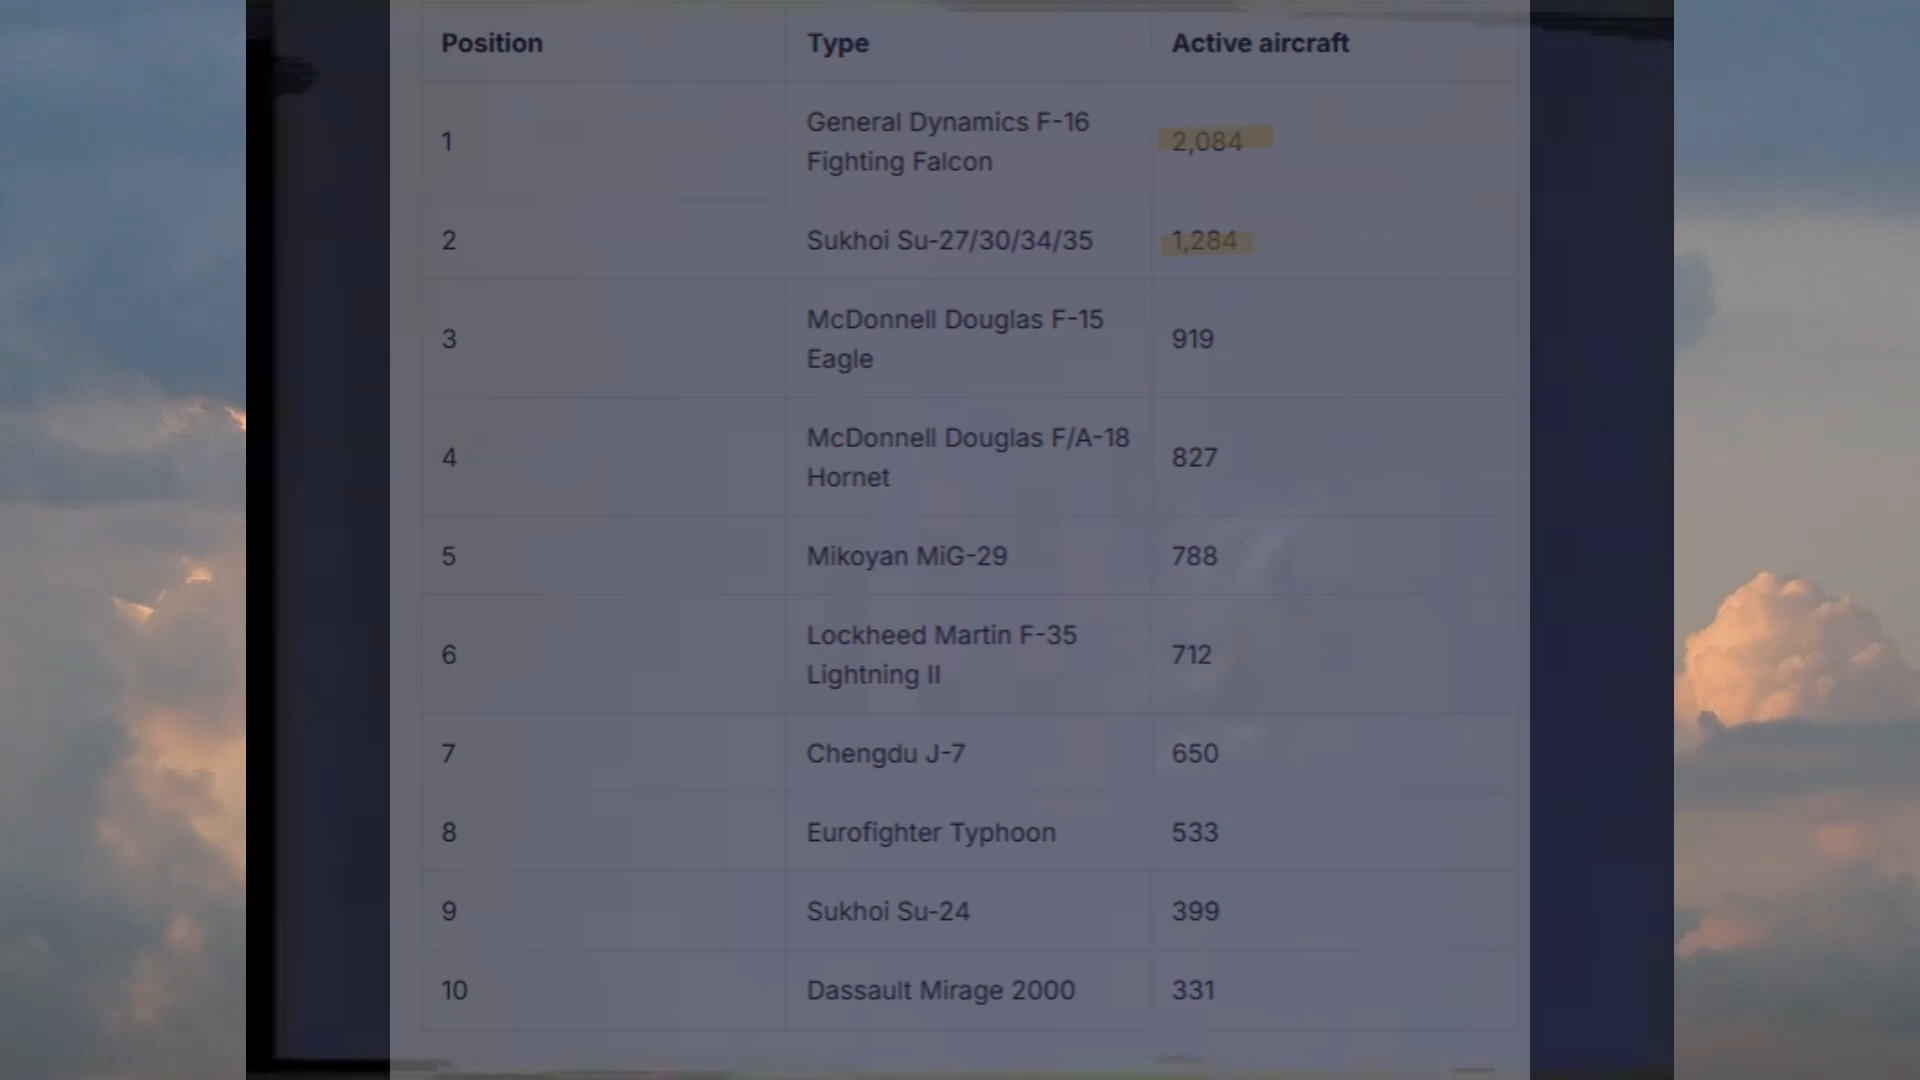 Position Type Active aircraft
1 General Dynamics F-16 Fighting Falcon 2,084
2 Sukhoi Su-27/30/34/35 1,284
3 McDonnell Douglas F-15 Eagle 919
4 McDonnell Douglas F/A-18 Hornet 827
5 Mikoyan MiG-29 788
6 Lockheed Martin F-35 Lightning II 712
7 Chengdu J-7 650
8 Eurofighter Typhoon 533
9 Sukhoi Su-24 399
10 Dassault Mirage 2000 331